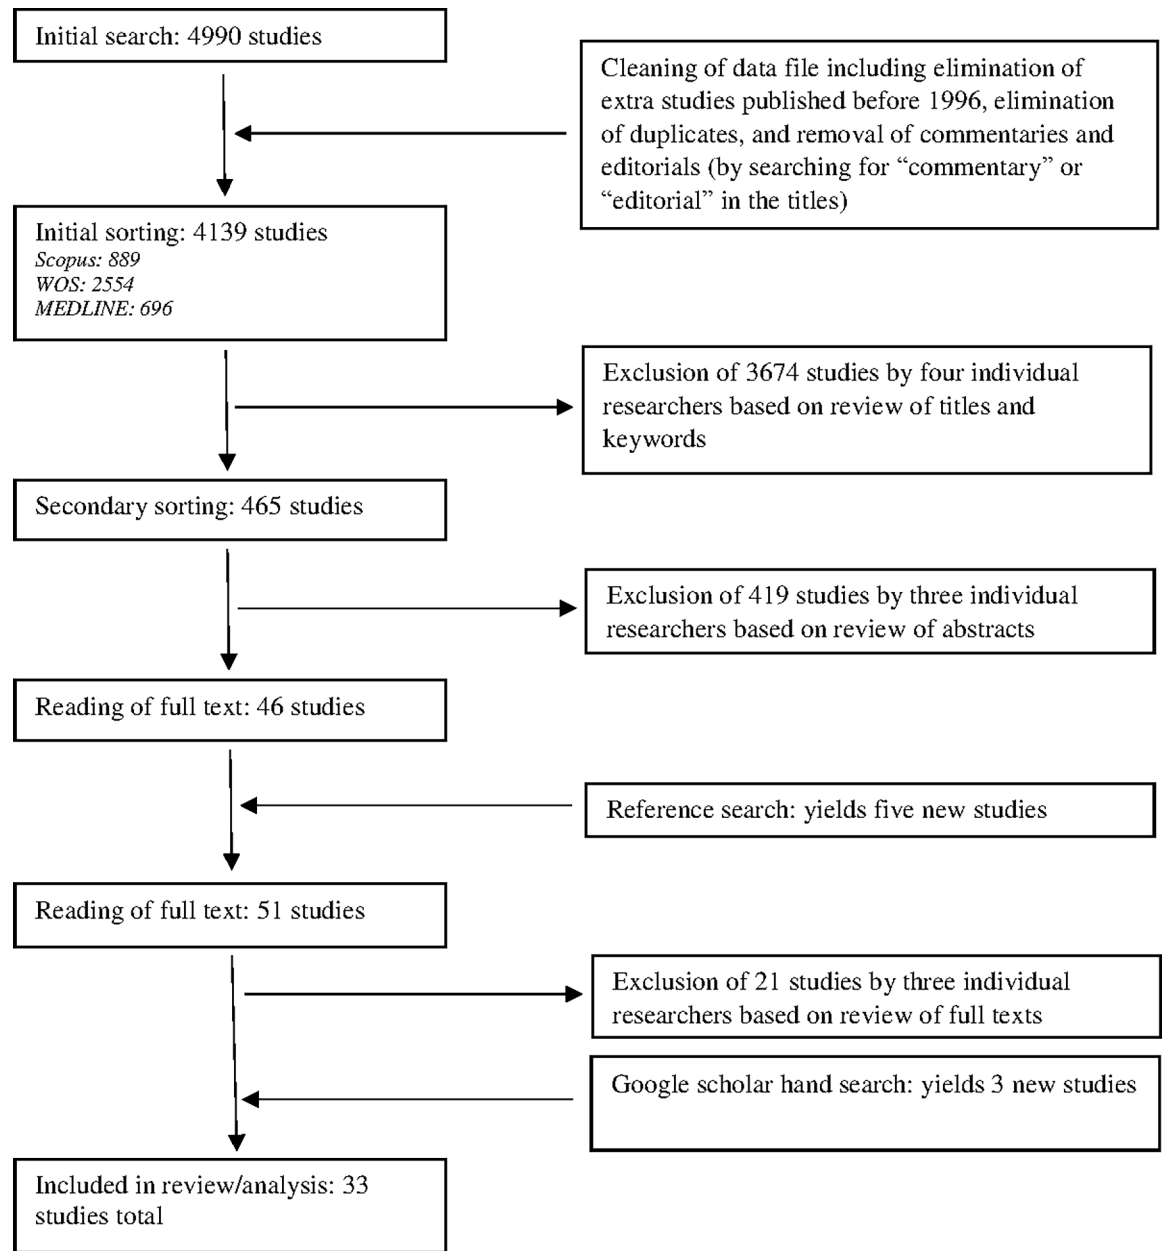 Initial search: 4990 studies
Cleaning of data file including elimination of
extra studies published before 1996, elimination
of duplicates, and removal of commentaries and
editorials (by searching for “commentary” or
“editorial” in the titles)
Initial sorting: 4139 studies
Scopus: 889
WOS: 2554
MEDLINE: 696
Exclusion of 3674 studies by four individual
researchers based on review of titles and
keywords
Secondary sorting: 465 studies
Exclusion of 419 studies by three individual
researchers based on review of abstracts
Reading of full text: 46 studies
Reference search: yields five new studies
Reading of full text: 51 studies
Exclusion of 21 studies by three individual
researchers based on review of full texts
Google scholar hand search: yields 3 new studies
Included in review/analysis: 33
studies total